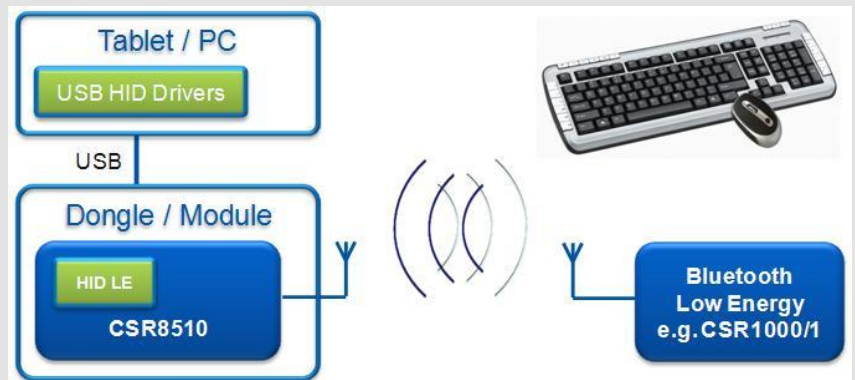 Tablet / PC
USB HID Drivers
USB
Dongle / Module
HID LE
CSR8510
Bluetooth
Low Energy
e.g. CSR1000/1